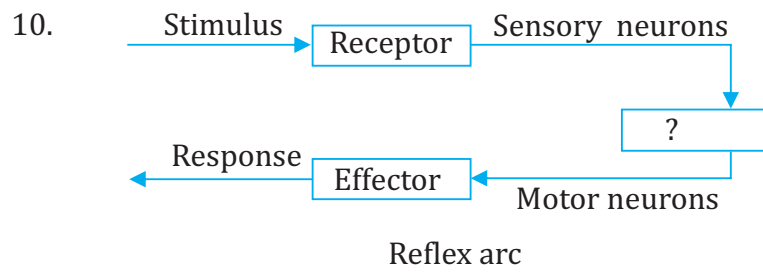 10.
Stimulus
Receptor
Sensory neurons
?
Response
Effector
Motor neurons
Reflex arc